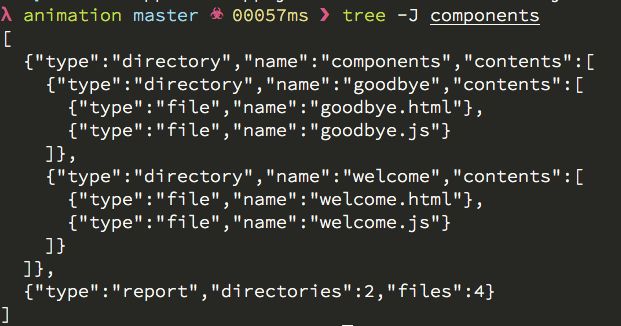 λ animation master ☣ 00057ms ❯ tree -J components
[
  {"type":"directory","name":"components","contents":[
    {"type":"directory","name":"goodbye","contents":[
      {"type":"file","name":"goodbye.html"},
      {"type":"file","name":"goodbye.js"}
    ]},
    {"type":"directory","name":"welcome","contents":[
      {"type":"file","name":"welcome.html"},
      {"type":"file","name":"welcome.js"}
    ]}
  ]},
  {"type":"report","directories":2,"files":4}
]